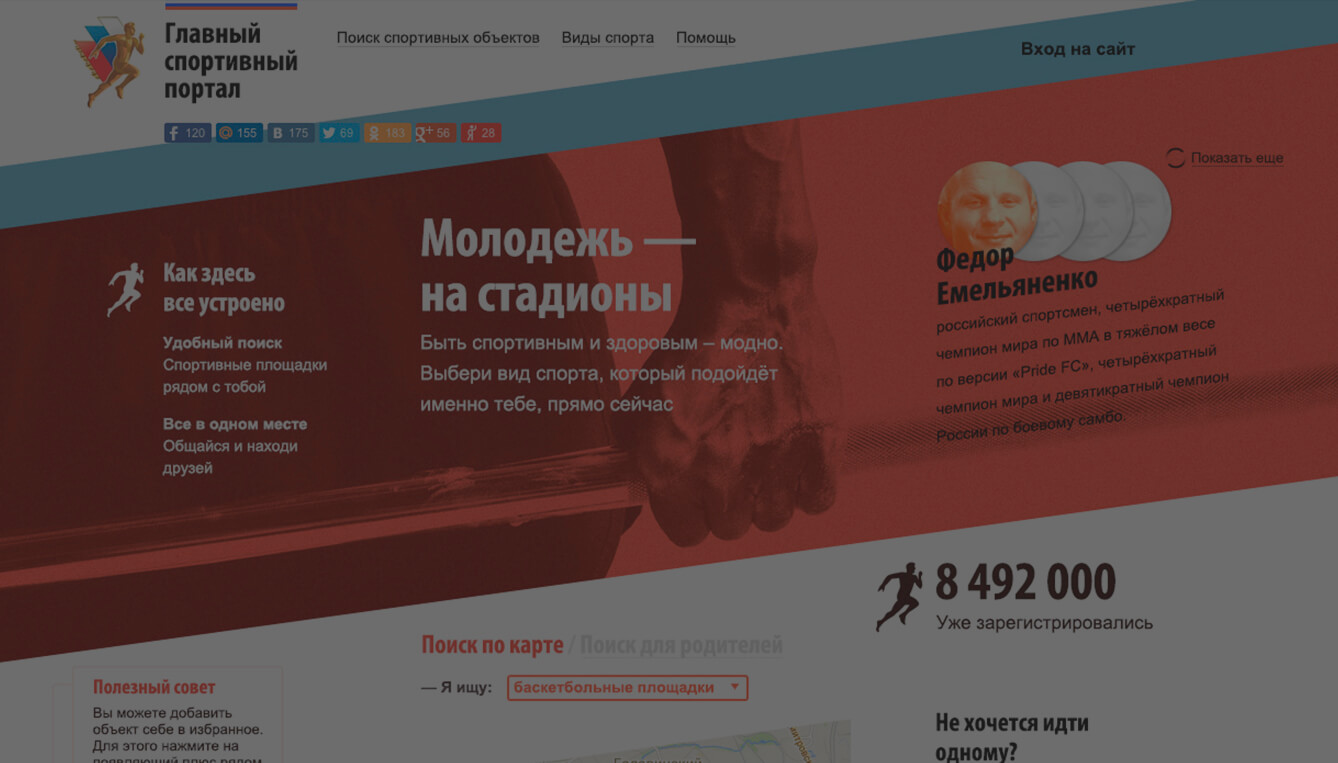 Главный
спортивный
портал
Поиск спортивных объектов
Виды спорта
Помощь
Вход на сайт
120
155
175
69
183
56
28
Показать еще
Молодежь —
на стадионы
Быть спортивным и здоровым – модно.
Выбери вид спорта, который подойдёт
именно тебе, прямо сейчас
Как здесь
все устроено
Удобный поиск
Спортивные площадки
рядом с тобой
Все в одном месте
Общайся и находи
друзей
Федор
Емельяненко
российский спортсмен, четырёхкратный
чемпион мира по ММА в тяжёлом весе
по версии «Pride FC», четырёхкратный
чемпион мира и девятикратный чемпион
России по боевому самбо.
8 492 000
Уже зарегистрировались
Поиск по карте / Поиск для родителей
— Я ищу: баскетбольные площадки
Полезный совет
Вы можете добавить
объект себе в избранное.
Для этого нажмите на
появляющий плюс рядом
Не хочется идти
одному?